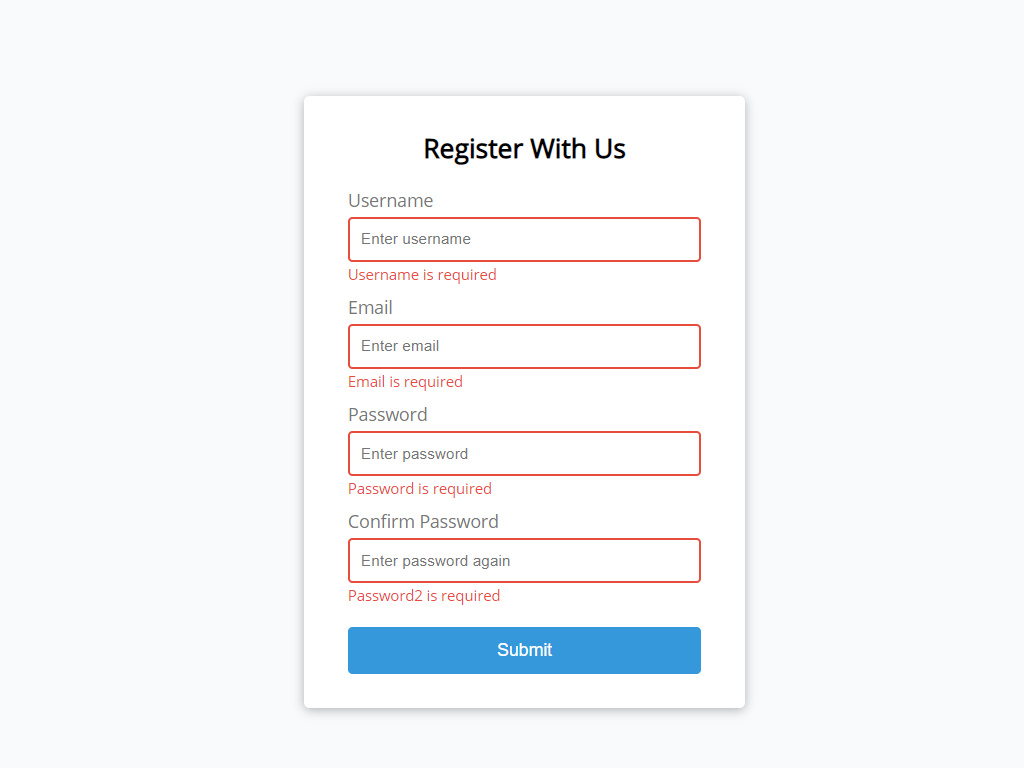 Register With Us
Username
Enter username
Username is required
Email
Enter email
Email is required
Password
Enter password
Password is required
Confirm Password
Enter password again
Password2 is required
Submit